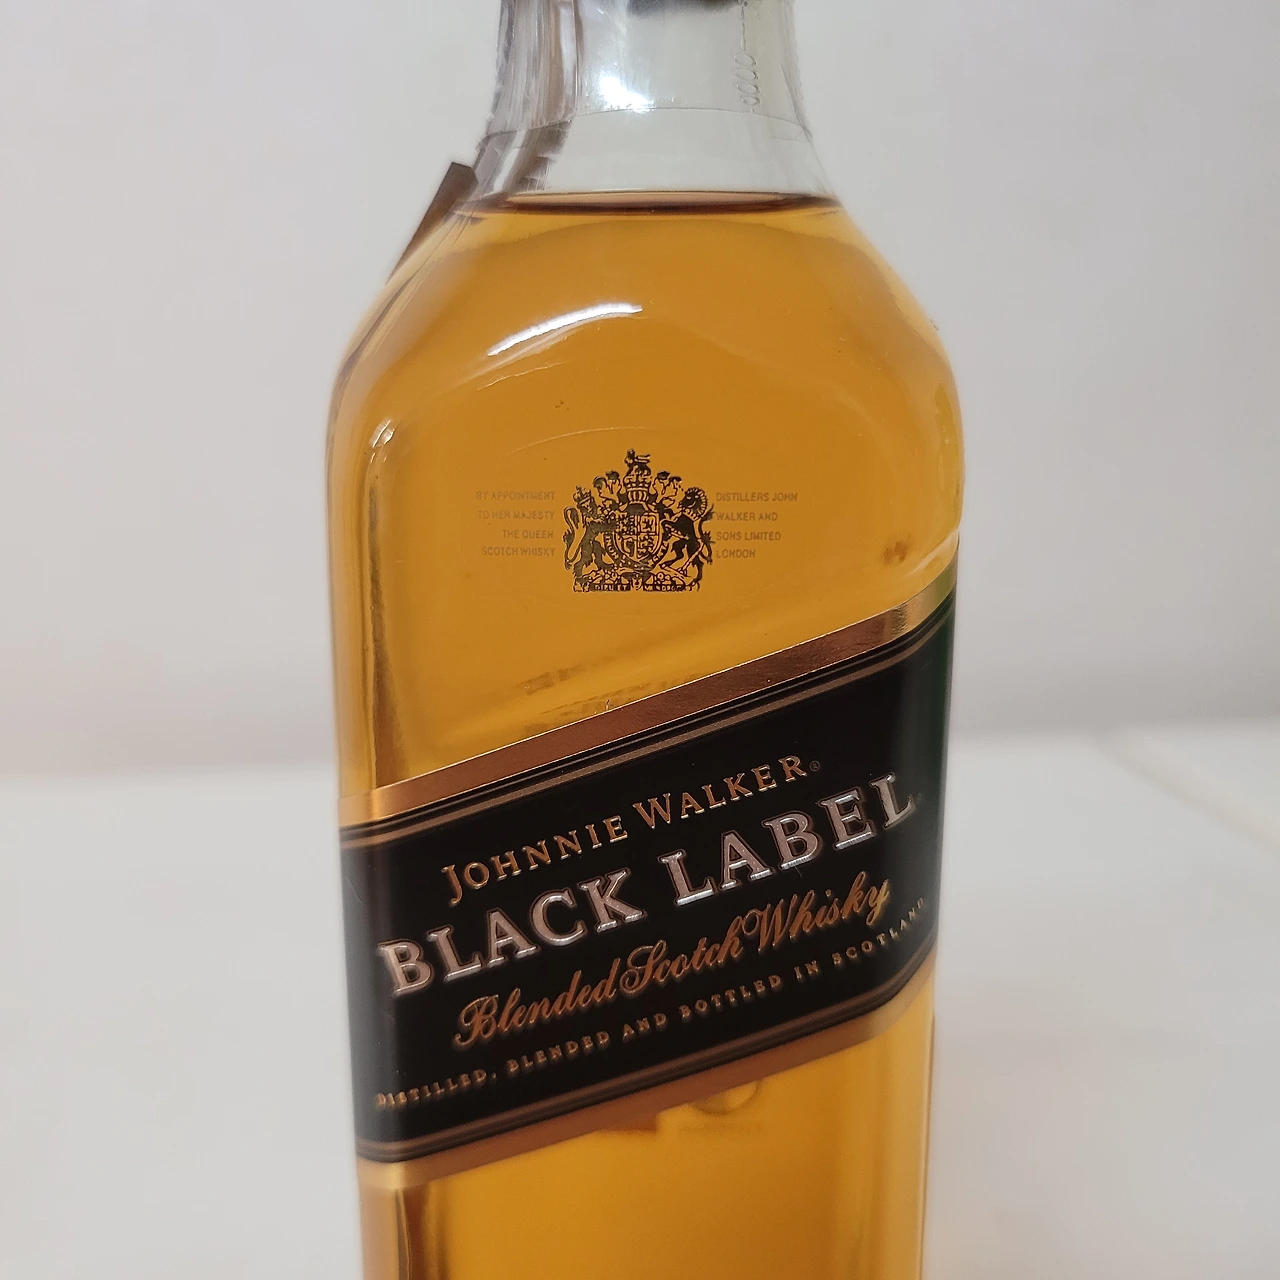 BY APPOINTMENT
TO HER MAJESTY
THE QUEEN
SCOTCH WHISKY
DISTILLERS JOHN
WALKER AND
SONS LIMITED
LONDON
JOHNNIE WALKER®
BLACK LABEL
Blended Scotch Whisky
DISTILLED, BLENDED AND BOTTLED IN SCOTLAND